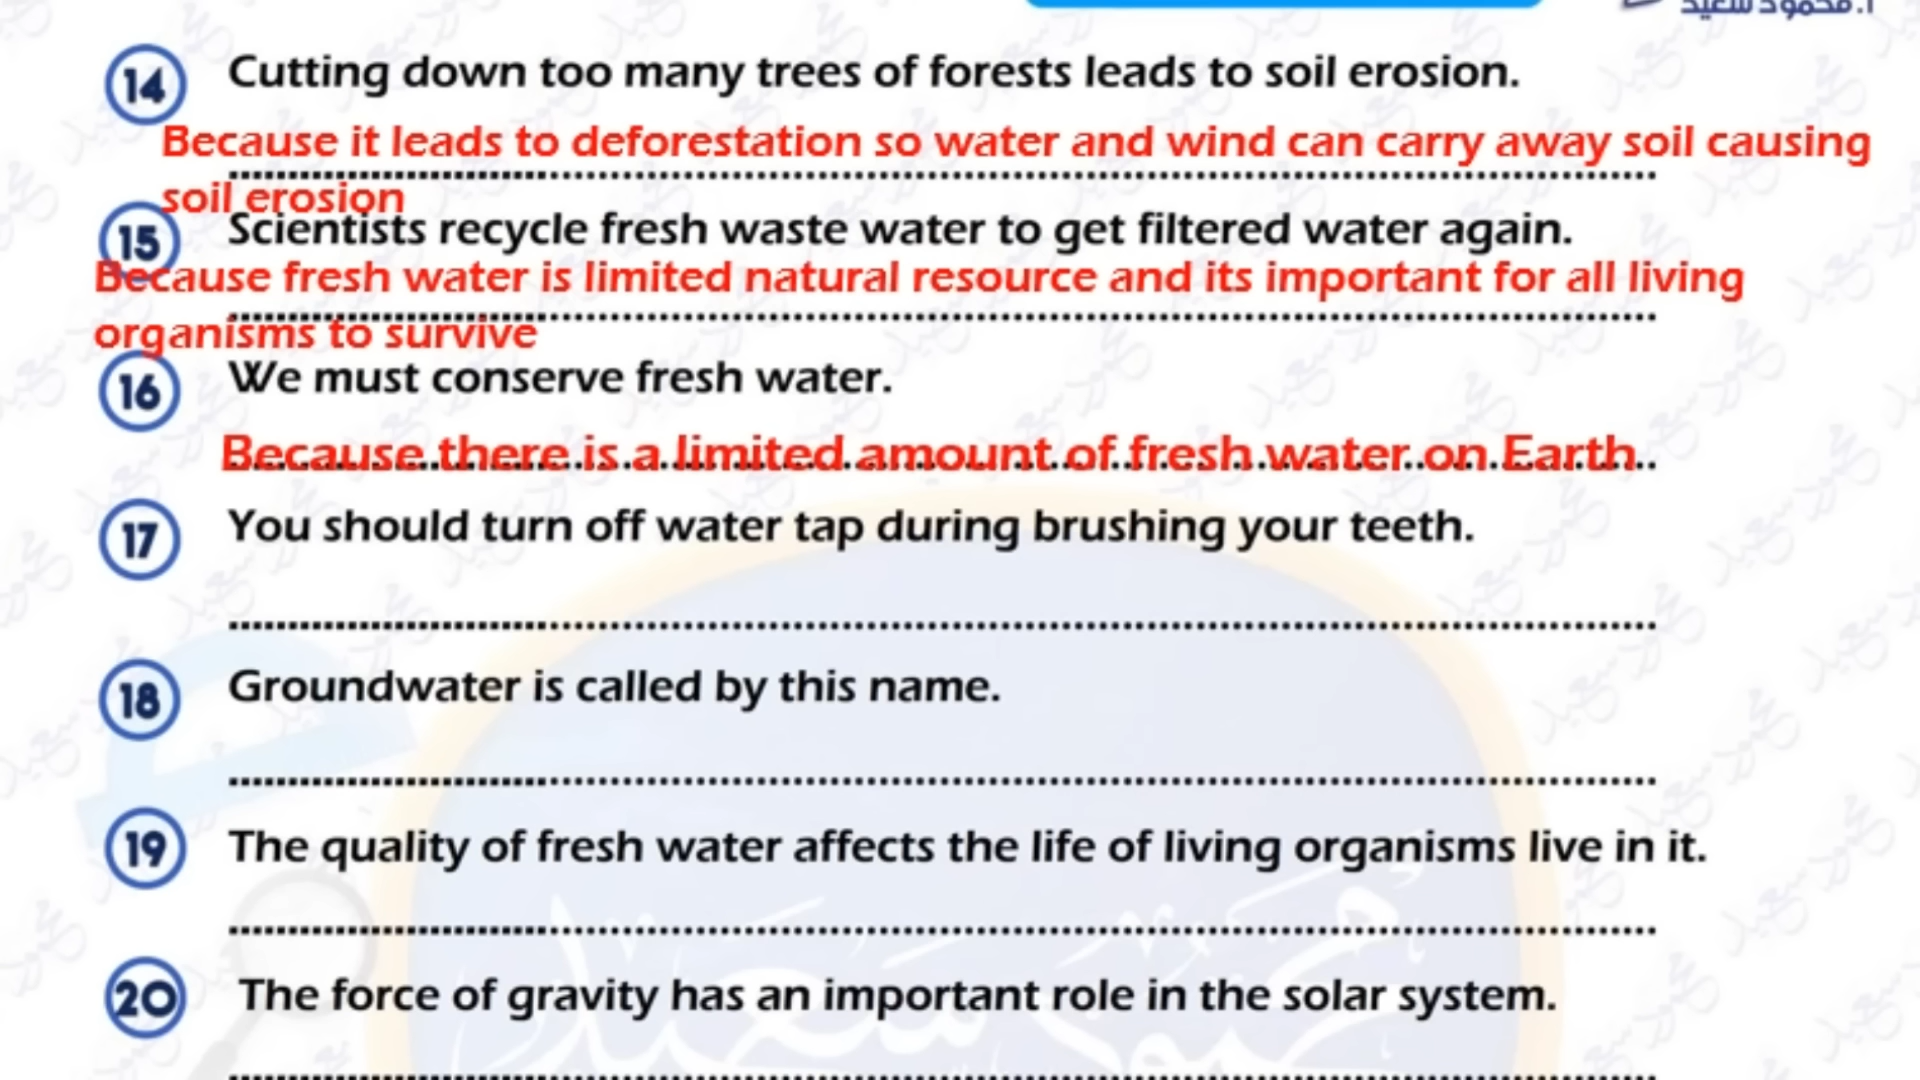 أ. محمود سعيد
14 Cutting down too many trees of forests leads to soil erosion.
Because it leads to deforestation so water and wind can carry away soil causing
soil erosion
15 Scientists recycle fresh waste water to get filtered water again.
Because fresh water is limited natural resource and its important for all living
organisms to survive
16 We must conserve fresh water.
Because there is a limited amount of fresh water on Earth
17 You should turn off water tap during brushing your teeth.
18 Groundwater is called by this name.
19 The quality of fresh water affects the life of living organisms live in it.
20 The force of gravity has an important role in the solar system.